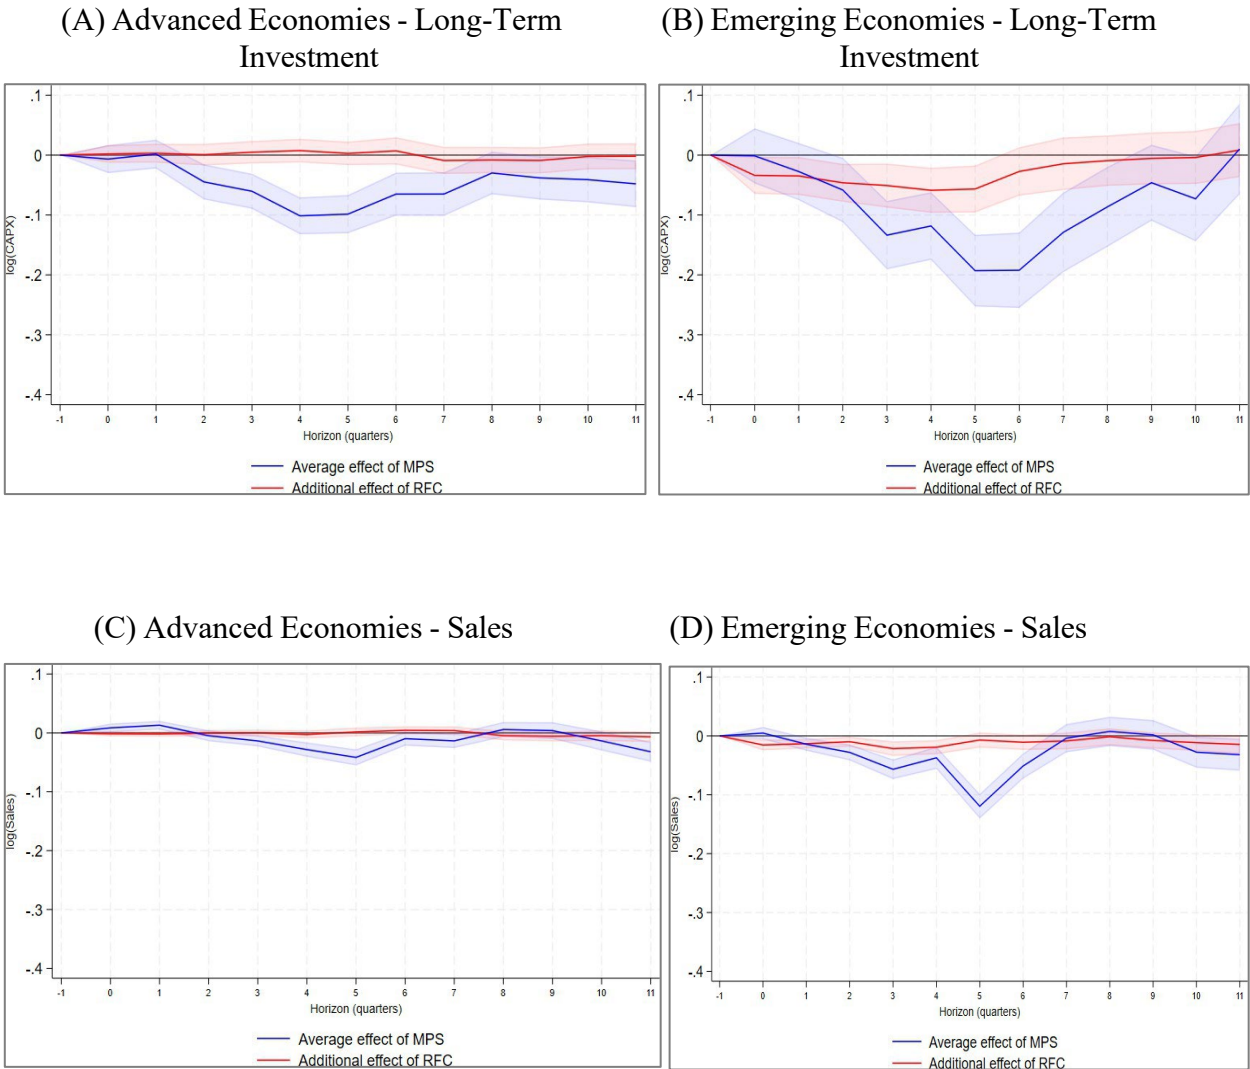 (A) Advanced Economies - Long-Term
Investment
.1
0
-.1
-.2
-.3
-.4
log(CAPX)
-1 0 1 2 3 4 5 6 7 8 9 10 11
Horizon (quarters)
Average effect of MPS
Additional effect of RFC
(B) Emerging Economies - Long-Term
Investment
.1
0
-.1
-.2
-.3
-.4
log(CAPX)
-1 0 1 2 3 4 5 6 7 8 9 10 11
Horizon (quarters)
Average effect of MPS
Additional effect of RFC
(C) Advanced Economies - Sales
.1
0
-.1
-.2
-.3
-.4
log(Sales)
-1 0 1 2 3 4 5 6 7 8 9 10 11
Horizon (quarters)
Average effect of MPS
Additional effect of RFC
(D) Emerging Economies - Sales
.1
0
-.1
-.2
-.3
-.4
log(Sales)
-1 0 1 2 3 4 5 6 7 8 9 10 11
Horizon (quarters)
Average effect of MPS
Additional effect of RFC